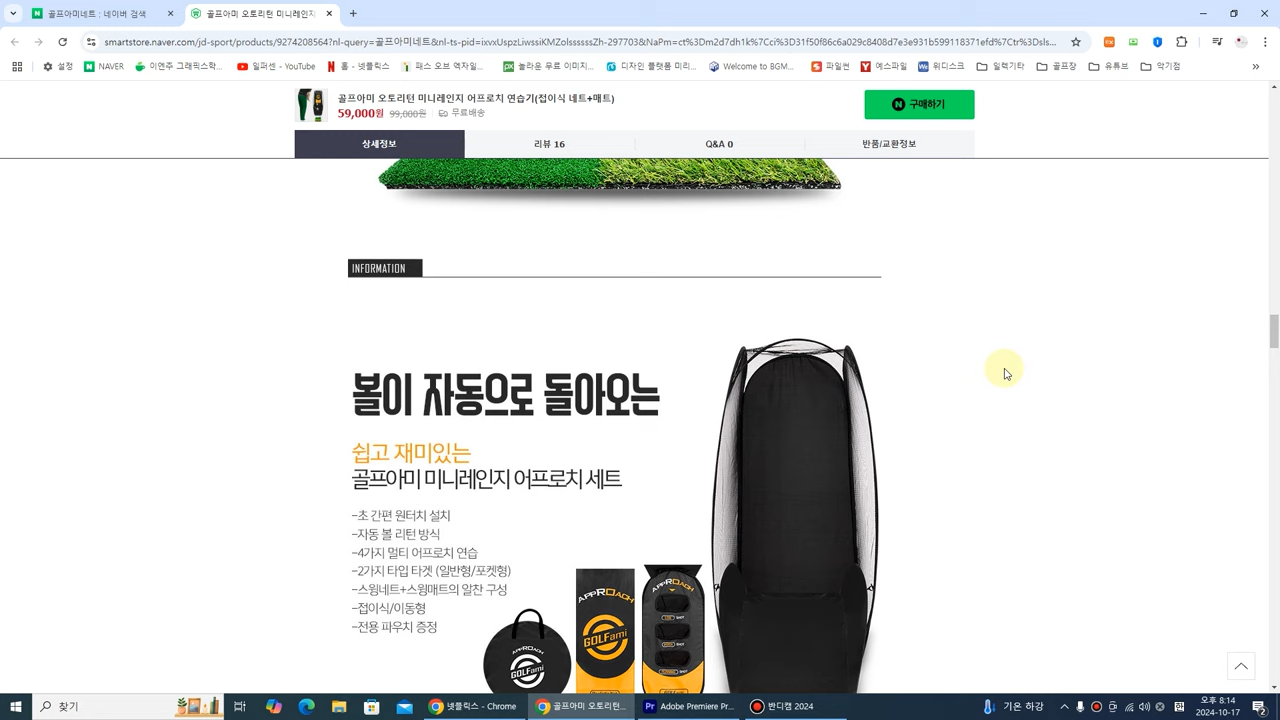 골프아미네트 : 네이버 검색
골프아미 오토리턴 미니레인지
smartstore.naver.com/jd-sport/products/9274208564?nl-query=골프아미네트&nl-ts-pid=ixvxUspzLiwssiKMZolssssssZh-297703&NaPm=ct%3Dm2d7dh1k%7Cci%3D31f50f86c6a029c8408d7e3e931b599118371efd%7Ctr%3Dsls...
설정
NAVER
이연주 그래픽스학...
일퍼센 - YouTube
홈 - 넷플릭스
패스 오브 엑자일...
놀라운 무료 이미지...
디자인 플랫폼 미리...
Welcome to BGM...
파일썬
예스파일
위디스크
일렉기타
골프장
유튜브
악기점
골프아미 오토리턴 미니레인지 어프로치 연습기(접이식 네트+매트)
59,000원 99,000원 무료배송
N 구매하기
상세정보 리뷰 16 Q&A 0 반품/교환정보
INFORMATION
볼이 자동으로 돌아오는
쉽고 재미있는
골프아미 미니레인지 어프로치 세트
-초 간편 원터치 설치
-자동 볼 리턴 방식
-4가지 멀티 어프로치 연습
-2가지 타입 타겟 (일반형/포켓형)
-스윙네트+스윙매트의 알찬 구성
-접이식/이동형
-전용 파우치 증정
APPROACH
GOLFami
APPROACH
GOLFami
APPROACH
찾기
넷플릭스 - Chrome
골프아미 오토리턴...
Adobe Premiere Pr...
반디캠 2024
기온 하강
오후 8:14
2024-10-17